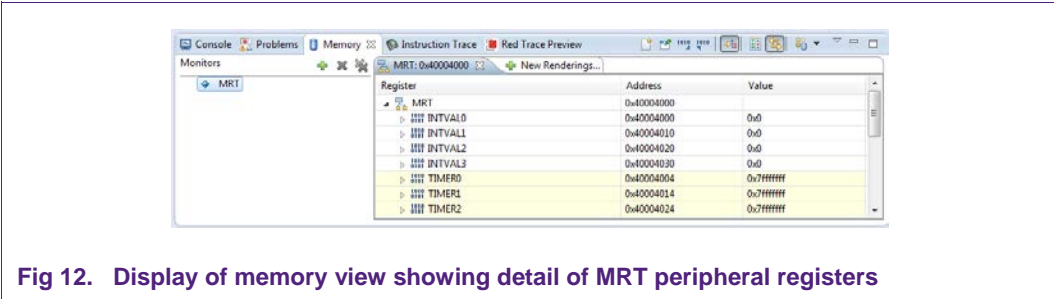 Console Problems Memory Instruction Trace Red Trace Preview
Monitors MRT: 0x40004000 New Renderings...
MRT Register Address Value
MRT 0x40004000
INTVAL0 0x40004000 0x0
INTVAL1 0x40004010 0x0
INTVAL2 0x40004020 0x0
INTVAL3 0x40004030 0x0
TIMER0 0x40004004 0x7fffffff
TIMER1 0x40004014 0x7fffffff
TIMER2 0x40004024 0x7fffffff
Fig 12. Display of memory view showing detail of MRT peripheral registers